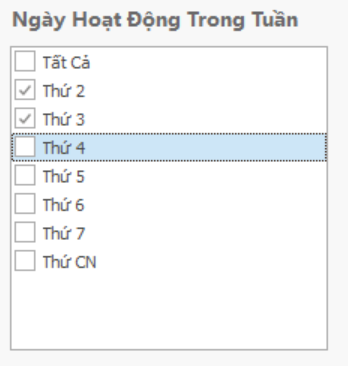 Ngày Hoạt Động Trong Tuần
Tất Cả
Thứ 2
Thứ 3
Thứ 4
Thứ 5
Thứ 6
Thứ 7
Thứ CN